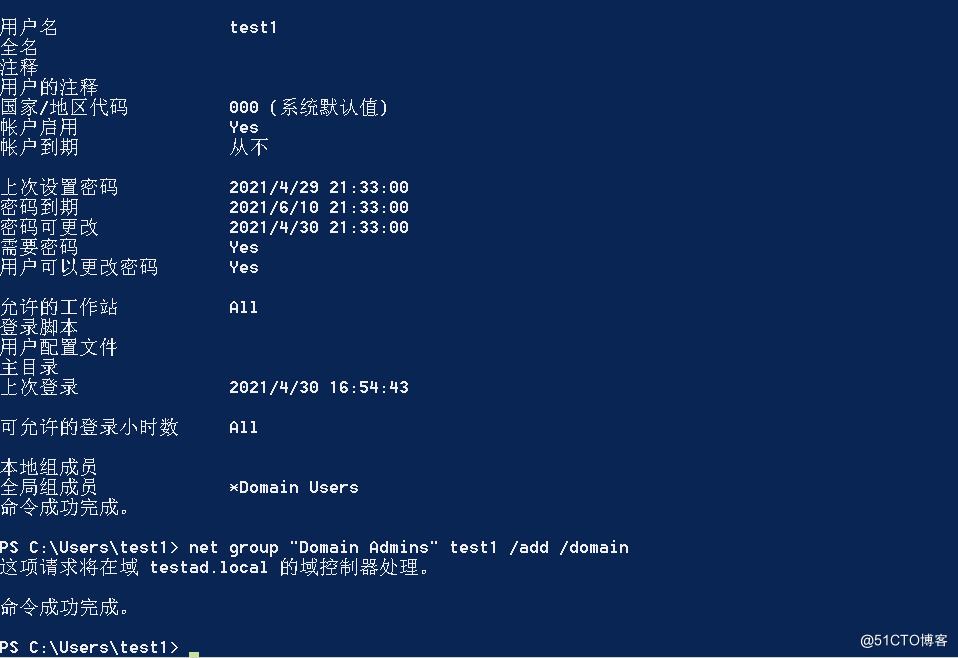 用户名 test1
全名
注释
用户的注释
国家/地区代码 000 (系统默认值)
帐户启用 Yes
帐户到期 从不
上次设置密码 2021/4/29 21:33:00
密码到期 2021/6/10 21:33:00
密码可更改 2021/4/30 21:33:00
需要密码 Yes
用户可以更改密码 Yes
允许的工作站 All
登录脚本
用户配置文件
主目录
上次登录 2021/4/30 16:54:43
可允许的登录小时数 All
本地组成员
全局组成员 *Domain Users
命令成功完成。
PS C:\Users\test1> net group "Domain Admins" test1 /add /domain
这项请求将在域 testad.local 的域控制器处理。
命令成功完成。
PS C:\Users\test1>
@51CTO博客